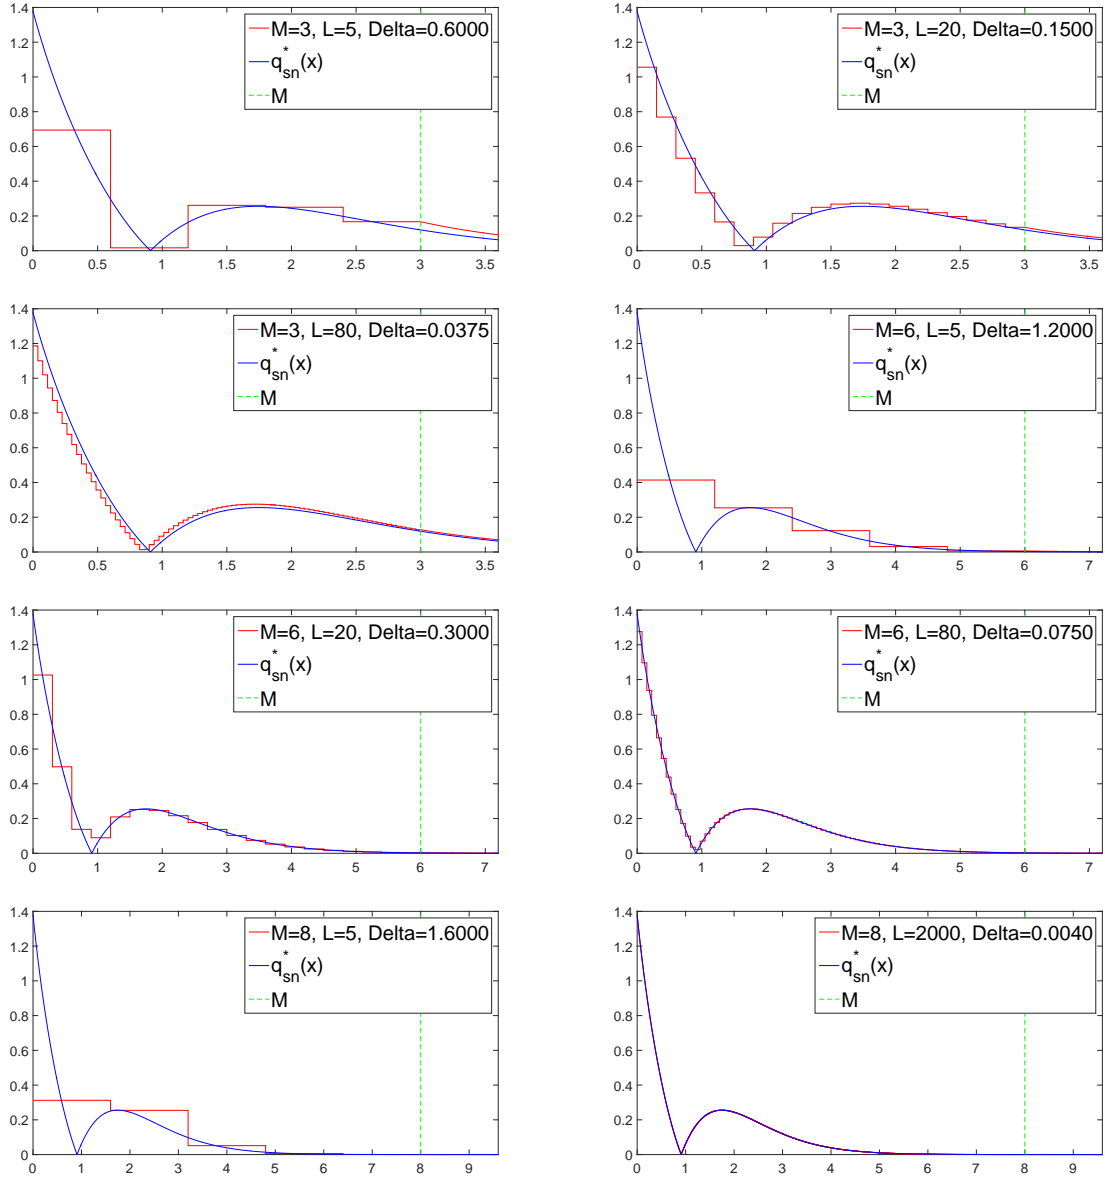 1.4
1.2
1
0.8
0.6
0.4
0.2
0
0 0.5 1 1.5 2 2.5 3 3.5
M=3, L=5, Delta=0.6000
q*sn(x)
M
1.4
1.2
1
0.8
0.6
0.4
0.2
0
0 0.5 1 1.5 2 2.5 3 3.5
M=3, L=20, Delta=0.1500
q*sn(x)
M
1.4
1.2
1
0.8
0.6
0.4
0.2
0
0 0.5 1 1.5 2 2.5 3 3.5
M=3, L=80, Delta=0.0375
q*sn(x)
M
1.4
1.2
1
0.8
0.6
0.4
0.2
0
0 1 2 3 4 5 6 7
M=6, L=5, Delta=1.2000
q*sn(x)
M
1.4
1.2
1
0.8
0.6
0.4
0.2
0
0 1 2 3 4 5 6 7
M=6, L=20, Delta=0.3000
q*sn(x)
M
1.4
1.2
1
0.8
0.6
0.4
0.2
0
0 1 2 3 4 5 6 7
M=6, L=80, Delta=0.0750
q*sn(x)
M
1.4
1.2
1
0.8
0.6
0.4
0.2
0
0 1 2 3 4 5 6 7 8 9
M=8, L=5, Delta=1.6000
q*sn(x)
M
1.4
1.2
1
0.8
0.6
0.4
0.2
0
0 1 2 3 4 5 6 7 8 9
M=8, L=2000, Delta=0.0040
q*sn(x)
M